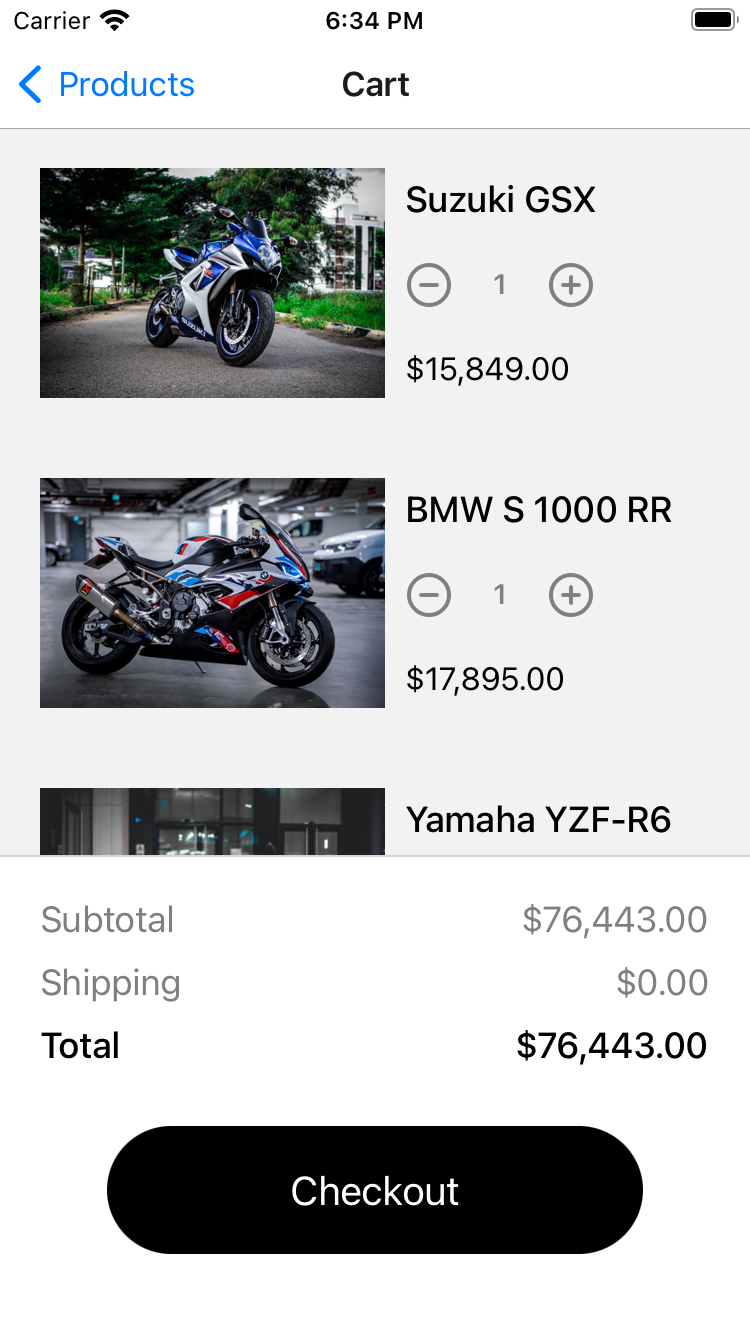 Carrier 6:34 PM
Products Cart
Suzuki GSX
1
$15,849.00
SUZUKI
BMW S 1000 RR
1
$17,895.00
Yamaha YZF-R6
Subtotal $76,443.00
Shipping $0.00
Total $76,443.00
Checkout